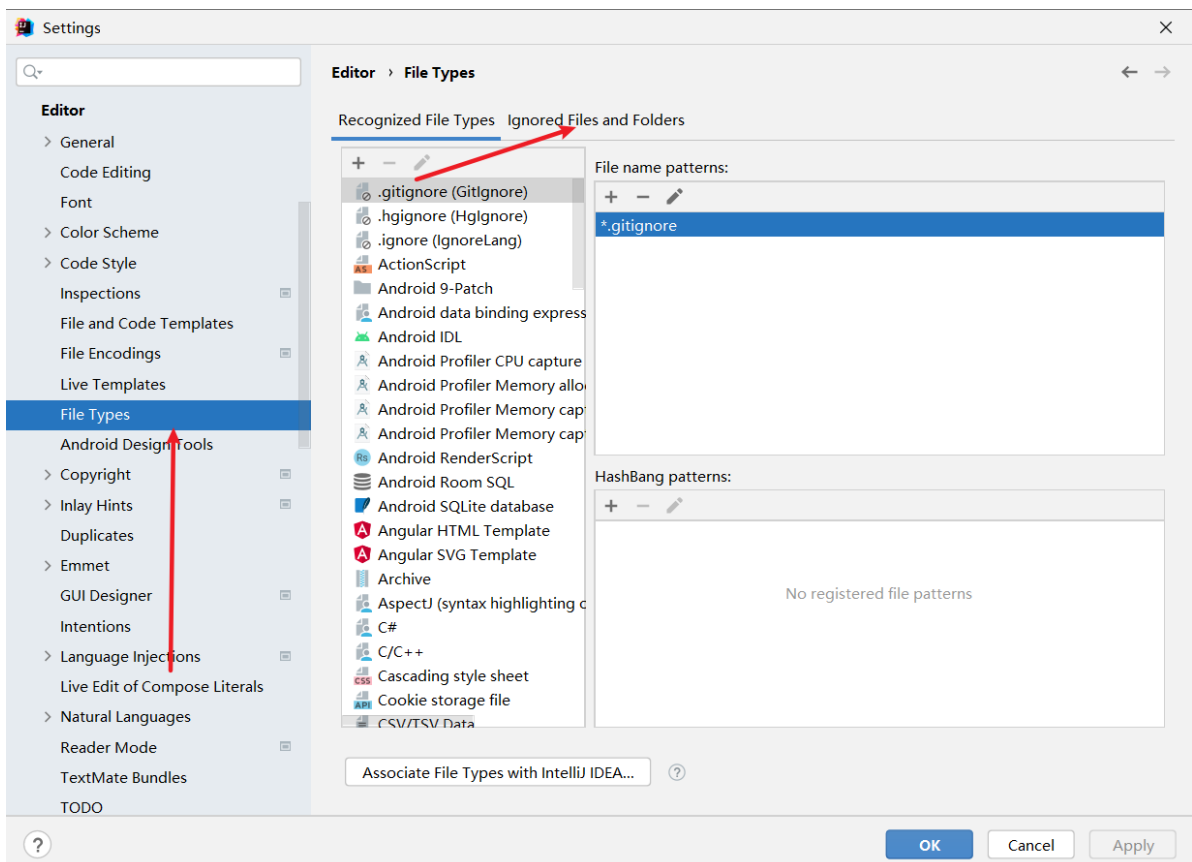 Settings
Editor › File Types
Editor
General
Code Editing
Font
Color Scheme
Code Style
Inspections
File and Code Templates
File Encodings
Live Templates
File Types
Android Design Tools
Copyright
Inlay Hints
Duplicates
Emmet
GUI Designer
Intentions
Language Injections
Live Edit of Compose Literals
Natural Languages
Reader Mode
TextMate Bundles
TODO
Recognized File Types Ignored Files and Folders
.gitignore (GitIgnore)
.hgignore (HgIgnore)
.ignore (IgnoreLang)
ActionScript
Android 9-Patch
Android data binding express
Android IDL
Android Profiler CPU capture
Android Profiler Memory allo
Android Profiler Memory cap
Android Profiler Memory cap
Android RenderScript
Android Room SQL
Android SQLite database
Angular HTML Template
Angular SVG Template
Archive
AspectJ (syntax highlighting o
C#
C/C++
Cascading style sheet
Cookie storage file
CSV/TSV Data
File name patterns:
*.gitignore
HashBang patterns:
No registered file patterns
Associate File Types with IntelliJ IDEA...
OK Cancel Apply